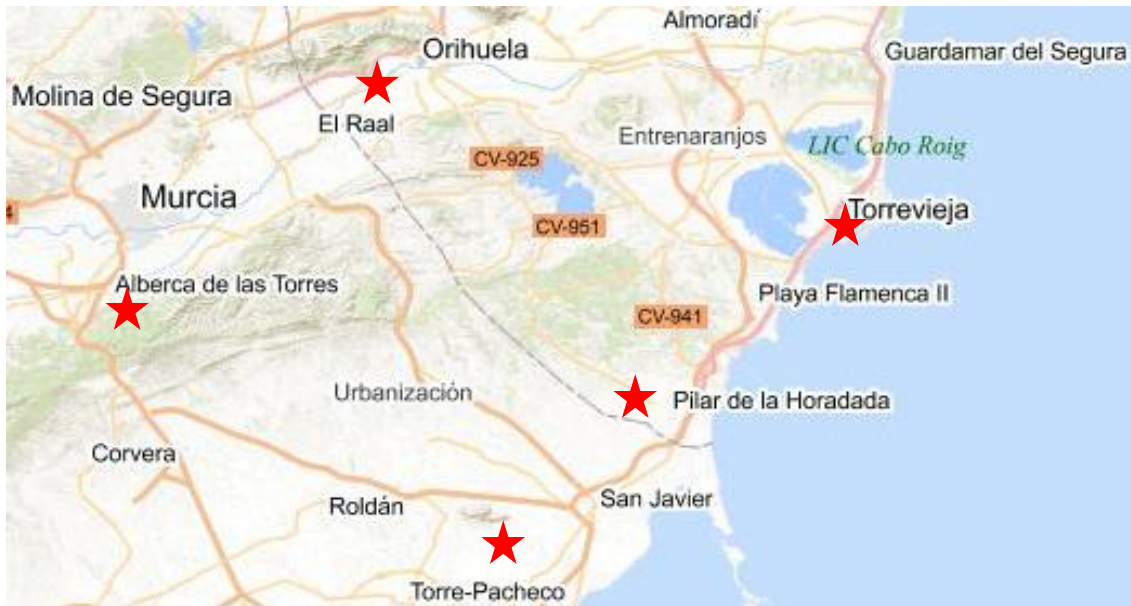 Almoradí
Orihuela
Guardamar del Segura
Molina de Segura
El Raal
Entrenaranjos
LIC Cabo Roig
CV-925
Murcia
Torrevieja
CV-951
Alberca de las Torres
Playa Flamenca II
CV-941
Urbanización
Pilar de la Horadada
Corvera
Roldán
San Javier
Torre-Pacheco